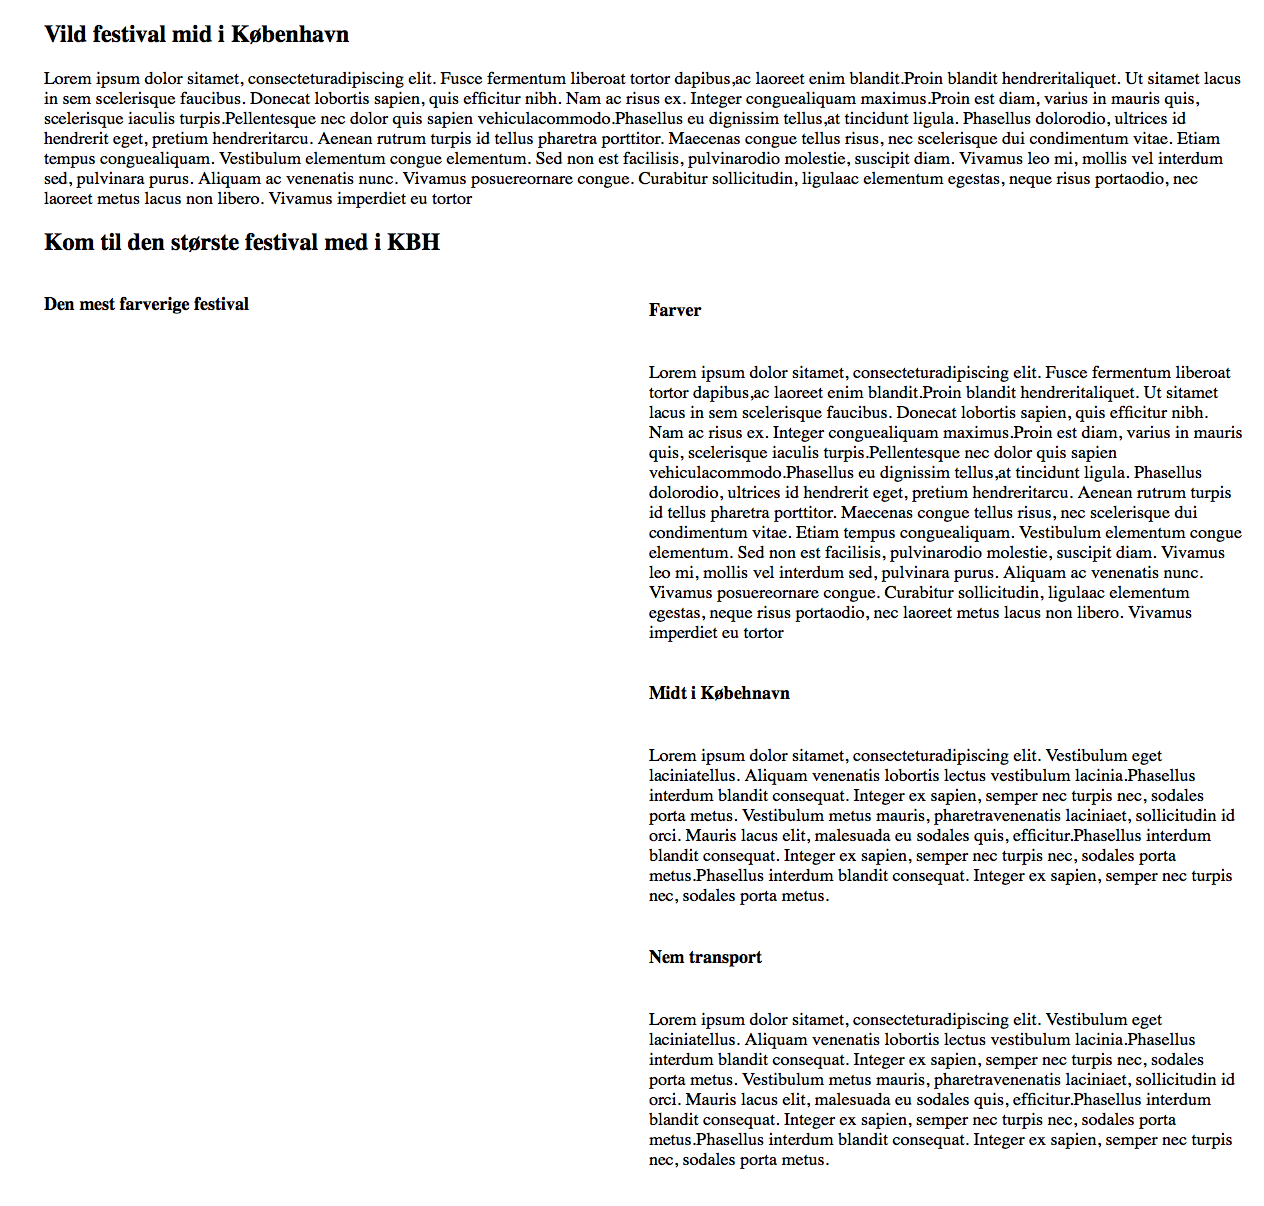 Vild festival mid i København
Lorem ipsum dolor sitamet, consecteturadipiscing elit. Fusce fermentum liberoat tortor dapibus,ac laoreet enim blandit.Proin blandit hendreritaliquet. Ut sitamet lacus
in sem scelerisque faucibus. Donecat lobortis sapien, quis efficitur nibh. Nam ac risus ex. Integer conguealiquam maximus.Proin est diam, varius in mauris quis,
scelerisque iaculis turpis.Pellentesque nec dolor quis sapien vehiculacommodo.Phasellus eu dignissim tellus,at tincidunt ligula. Phasellus dolorodio, ultrices id
hendrerit eget, pretium hendreritarcu. Aenean rutrum turpis id tellus pharetra porttitor. Maecenas congue tellus risus, nec scelerisque dui condimentum vitae. Etiam
tempus conguealiquam. Vestibulum elementum congue elementum. Sed non est facilisis, pulvinarodio molestie, suscipit diam. Vivamus leo mi, mollis vel interdum
sed, pulvinara purus. Aliquam ac venenatis nunc. Vivamus posuereornare congue. Curabitur sollicitudin, ligulaac elementum egestas, neque risus portaodio, nec
laoreet metus lacus non libero. Vivamus imperdiet eu tortor
Kom til den største festival med i KBH
Den mest farverige festival
Farver
Lorem ipsum dolor sitamet, consecteturadipiscing elit. Fusce fermentum liberoat
tortor dapibus,ac laoreet enim blandit.Proin blandit hendreritaliquet. Ut sitamet
lacus in sem scelerisque faucibus. Donecat lobortis sapien, quis efficitur nibh.
Nam ac risus ex. Integer conguealiquam maximus.Proin est diam, varius in mauris
quis, scelerisque iaculis turpis.Pellentesque nec dolor quis sapien
vehiculacommodo.Phasellus eu dignissim tellus,at tincidunt ligula. Phasellus
dolorodio, ultrices id hendrerit eget, pretium hendreritarcu. Aenean rutrum turpis
id tellus pharetra porttitor. Maecenas congue tellus risus, nec scelerisque dui
condimentum vitae. Etiam tempus conguealiquam. Vestibulum elementum congue
elementum. Sed non est facilisis, pulvinarodio molestie, suscipit diam. Vivamus
leo mi, mollis vel interdum sed, pulvinara purus. Aliquam ac venenatis nunc.
Vivamus posuereornare congue. Curabitur sollicitudin, ligulaac elementum
egestas, neque risus portaodio, nec laoreet metus lacus non libero. Vivamus
imperdiet eu tortor
Midt i Købehnavn
Lorem ipsum dolor sitamet, consecteturadipiscing elit. Vestibulum eget
laciniatellus. Aliquam venenatis lobortis lectus vestibulum lacinia.Phasellus
interdum blandit consequat. Integer ex sapien, semper nec turpis nec, sodales
porta metus. Vestibulum metus mauris, pharetravenenatis laciniaet, sollicitudin id
orci. Mauris lacus elit, malesuada eu sodales quis, efficitur.Phasellus interdum
blandit consequat. Integer ex sapien, semper nec turpis nec, sodales porta
metus.Phasellus interdum blandit consequat. Integer ex sapien, semper nec turpis
nec, sodales porta metus.
Nem transport
Lorem ipsum dolor sitamet, consecteturadipiscing elit. Vestibulum eget
laciniatellus. Aliquam venenatis lobortis lectus vestibulum lacinia.Phasellus
interdum blandit consequat. Integer ex sapien, semper nec turpis nec, sodales
porta metus. Vestibulum metus mauris, pharetravenenatis laciniaet, sollicitudin id
orci. Mauris lacus elit, malesuada eu sodales quis, efficitur.Phasellus interdum
blandit consequat. Integer ex sapien, semper nec turpis nec, sodales porta
metus.Phasellus interdum blandit consequat. Integer ex sapien, semper nec turpis
nec, sodales porta metus.